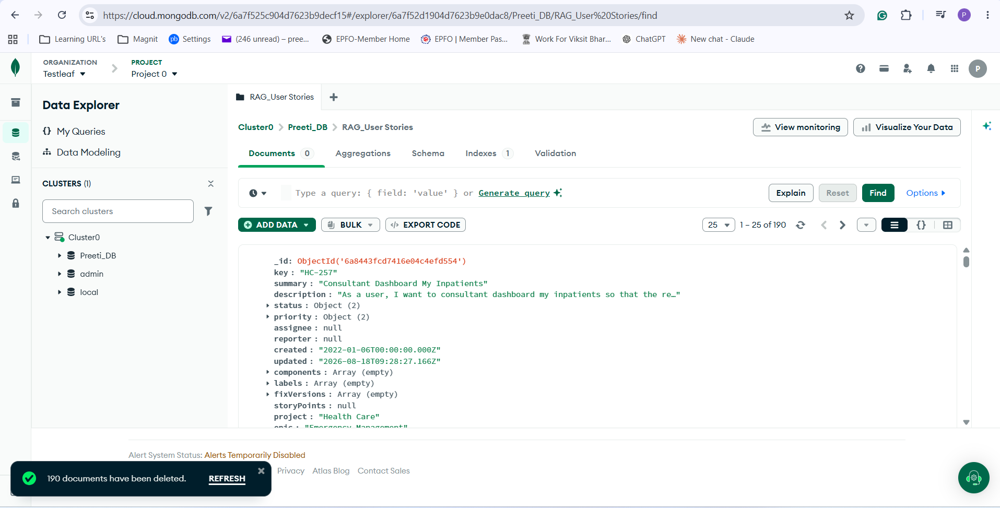 https://cloud.mongodb.com/v2/6a7f525c904d7623b9decf15#/explorer/6a7f52d1904d7623b9e0dac8/Preeti_DB/RAG_User%20Stories/find
P
Learning URL's
Magnit
pb Settings
(246 unread) – pree...
EPFO-Member Home
EPFO | Member Pas...
Work For Viksit Bhar...
ChatGPT
New chat - Claude
ORGANIZATION
Testleaf
PROJECT
Project 0
P
Data Explorer
My Queries
Data Modeling
CLUSTERS (1)
Search clusters
Cluster0
Preeti_DB
admin
local
RAG_User Stories
Cluster0 > Preeti_DB > RAG_User Stories
View monitoring
Visualize Your Data
Documents 0
Aggregations
Schema
Indexes 1
Validation
Type a query: { field: 'value' } or Generate query
Explain
Reset
Find
Options
ADD DATA
BULK
EXPORT CODE
25
1 – 25 of 190
_id: ObjectId('6a8443fcd7416e04c4efd554')
key : "HC-257"
summary : "Consultant Dashboard My Inpatients"
description : "As a user, I want to consultant dashboard my inpatients so that the re…"
status : Object (2)
priority : Object (2)
assignee : null
reporter : null
created : "2022-01-06T00:00:00.000Z"
updated : "2026-08-18T09:28:27.166Z"
components : Array (empty)
labels : Array (empty)
fixVersions : Array (empty)
storyPoints : null
project : "Health Care"
epic : "Emergency Management"
Alert System Status: Alerts Temporarily Disabled
Privacy
Atlas Blog
Contact Sales
190 documents have been deleted.
REFRESH